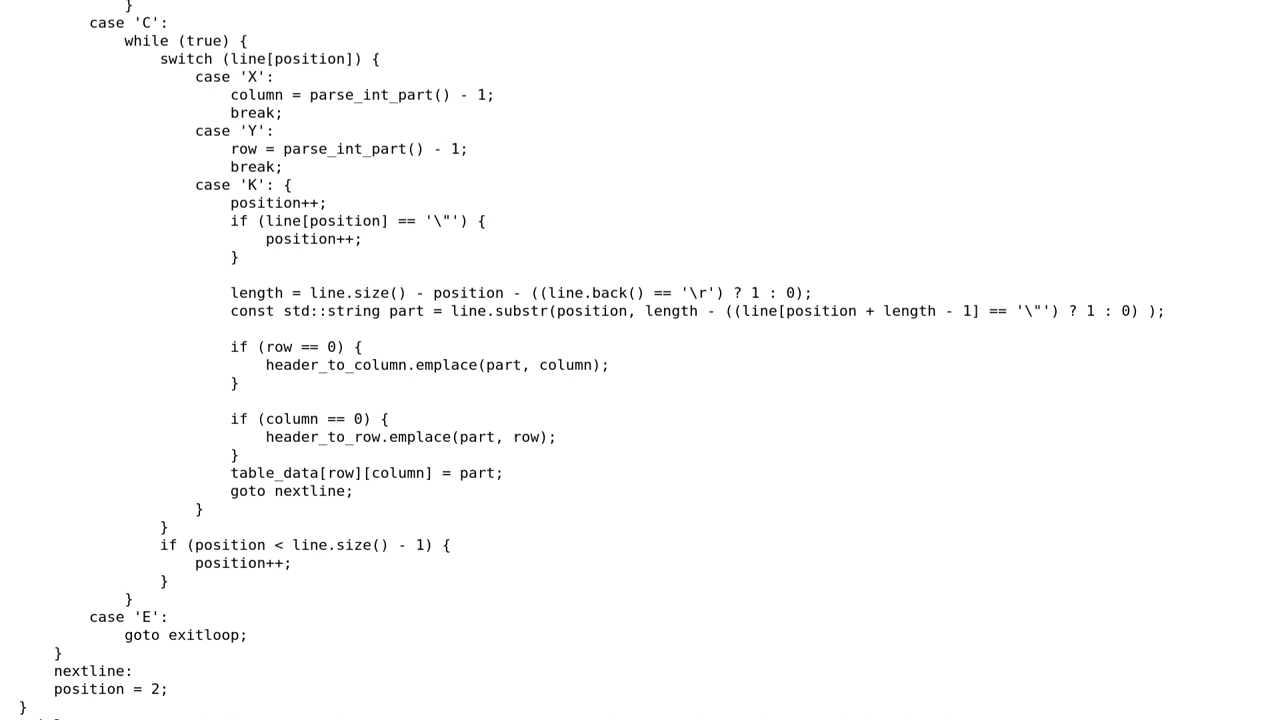 }
        case 'C':
            while (true) {
                switch (line[position]) {
                    case 'X':
                        column = parse_int_part() - 1;
                        break;
                    case 'Y':
                        row = parse_int_part() - 1;
                        break;
                    case 'K': {
                        position++;
                        if (line[position] == '\"') {
                            position++;
                        }

                        length = line.size() - position - ((line.back() == '\r') ? 1 : 0);
                        const std::string part = line.substr(position, length - ((line[position + length - 1] == '\"') ? 1 : 0) );

                        if (row == 0) {
                            header_to_column.emplace(part, column);
                        }

                        if (column == 0) {
                            header_to_row.emplace(part, row);
                        }
                        table_data[row][column] = part;
                        goto nextline;
                    }
                }
                if (position < line.size() - 1) {
                    position++;
                }
            }
        case 'E':
            goto exitloop;
    }
    nextline:
    position = 2;
}